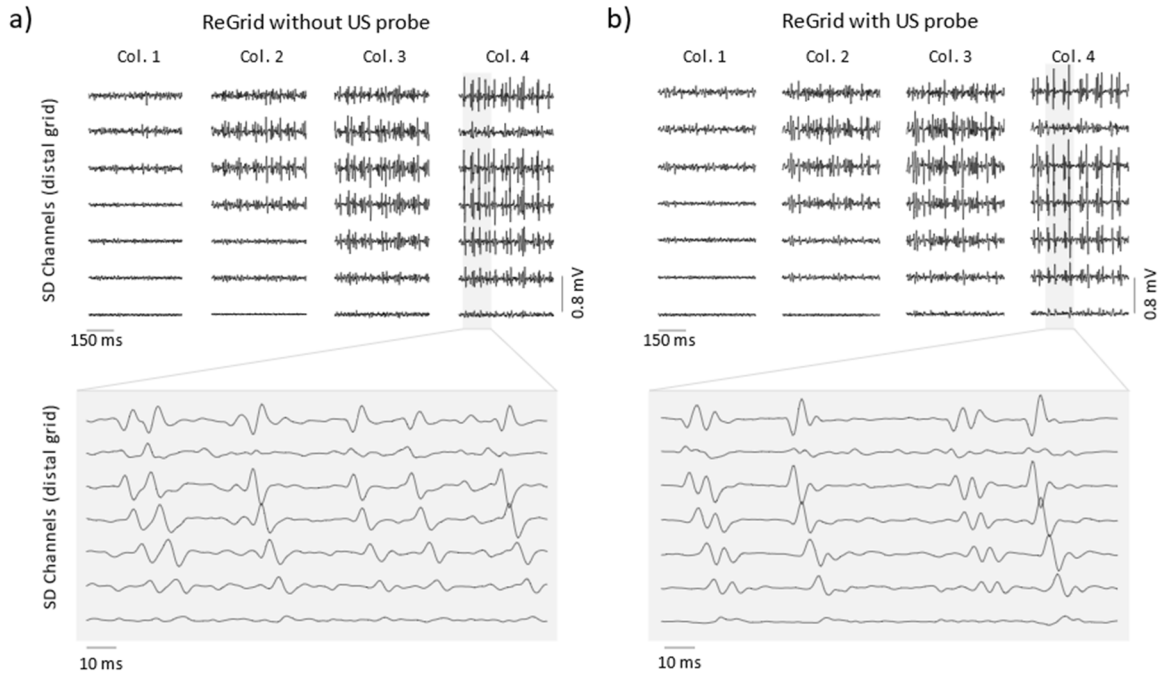 a)
ReGrid without US probe
Col. 1 Col. 2 Col. 3 Col. 4
SD Channels (distal grid)
0.8 mV
150 ms
SD Channels (distal grid)
10 ms
b)
ReGrid with US probe
Col. 1 Col. 2 Col. 3 Col. 4
0.8 mV
150 ms
10 ms